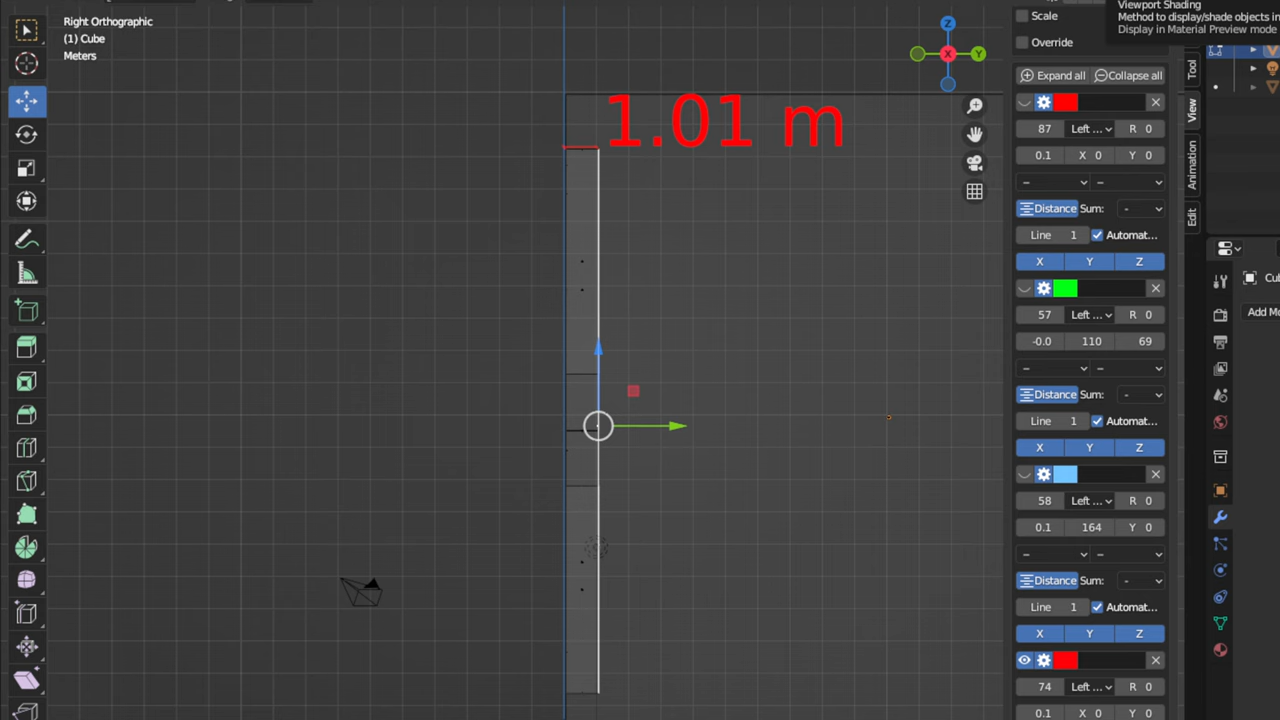 Right Orthographic
(1) Cube
Meters
1.01 m
Z
X
Y
Viewport Shading
Method to display/shade objects in
Display in Material Preview mode
Scale
Override
Expand all
Collapse all
87 Left ... R 0
0.1 X 0 Y 0
– –
Distance Sum: -
Line 1 Automat...
X Y Z
57 Left ... R 0
-0.0 110 69
– –
Distance Sum: -
Line 1 Automat...
X Y Z
58 Left ... R 0
0.1 164 Y 0
– –
Distance Sum: -
Line 1 Automat...
X Y Z
74 Left ... R 0
0.1 X 0 Y 0
Tool
View
Animation
Edit
Cul
Add Mo